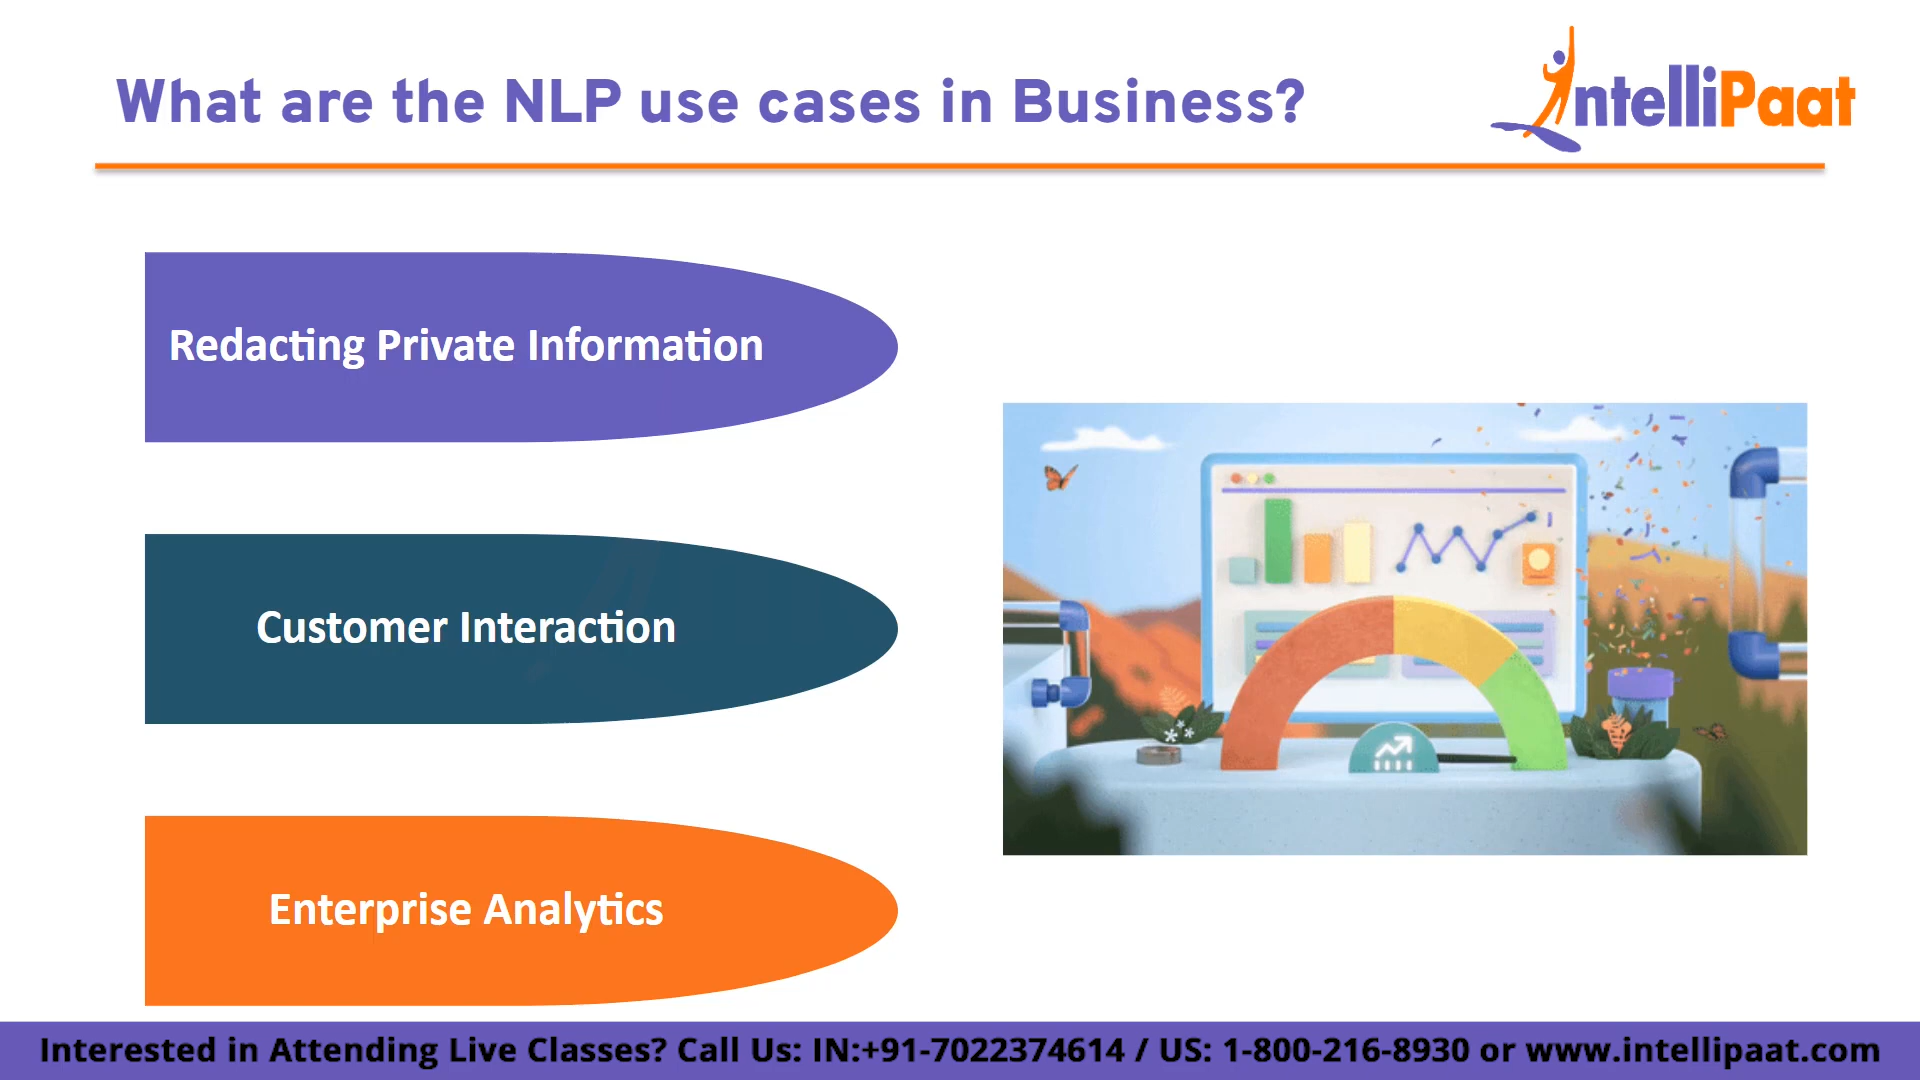 What are the NLP use cases in Business?
IntelliPaat
Redacting Private Information
Customer Interaction
Enterprise Analytics
Interested in Attending Live Classes? Call Us: IN:+91-7022374614 / US: 1-800-216-8930 or www.intellipaat.com